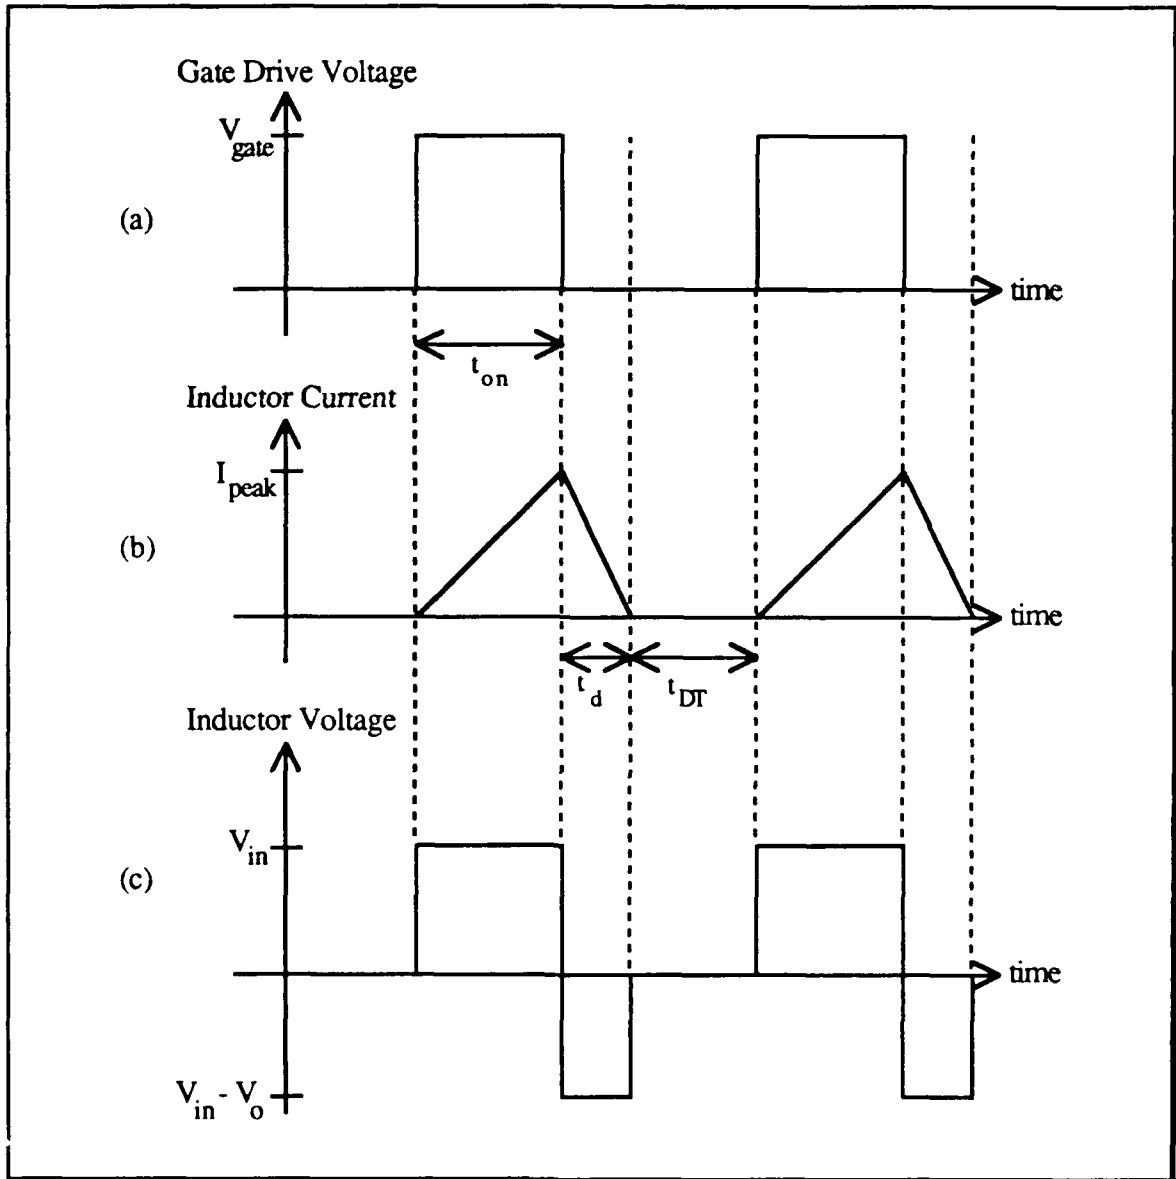 Gate Drive Voltage
V_gate
(a)
time
t_on
Inductor Current
I_peak
(b)
time
t_d
t_DT
Inductor Voltage
V_in
(c)
time
V_in - V_o